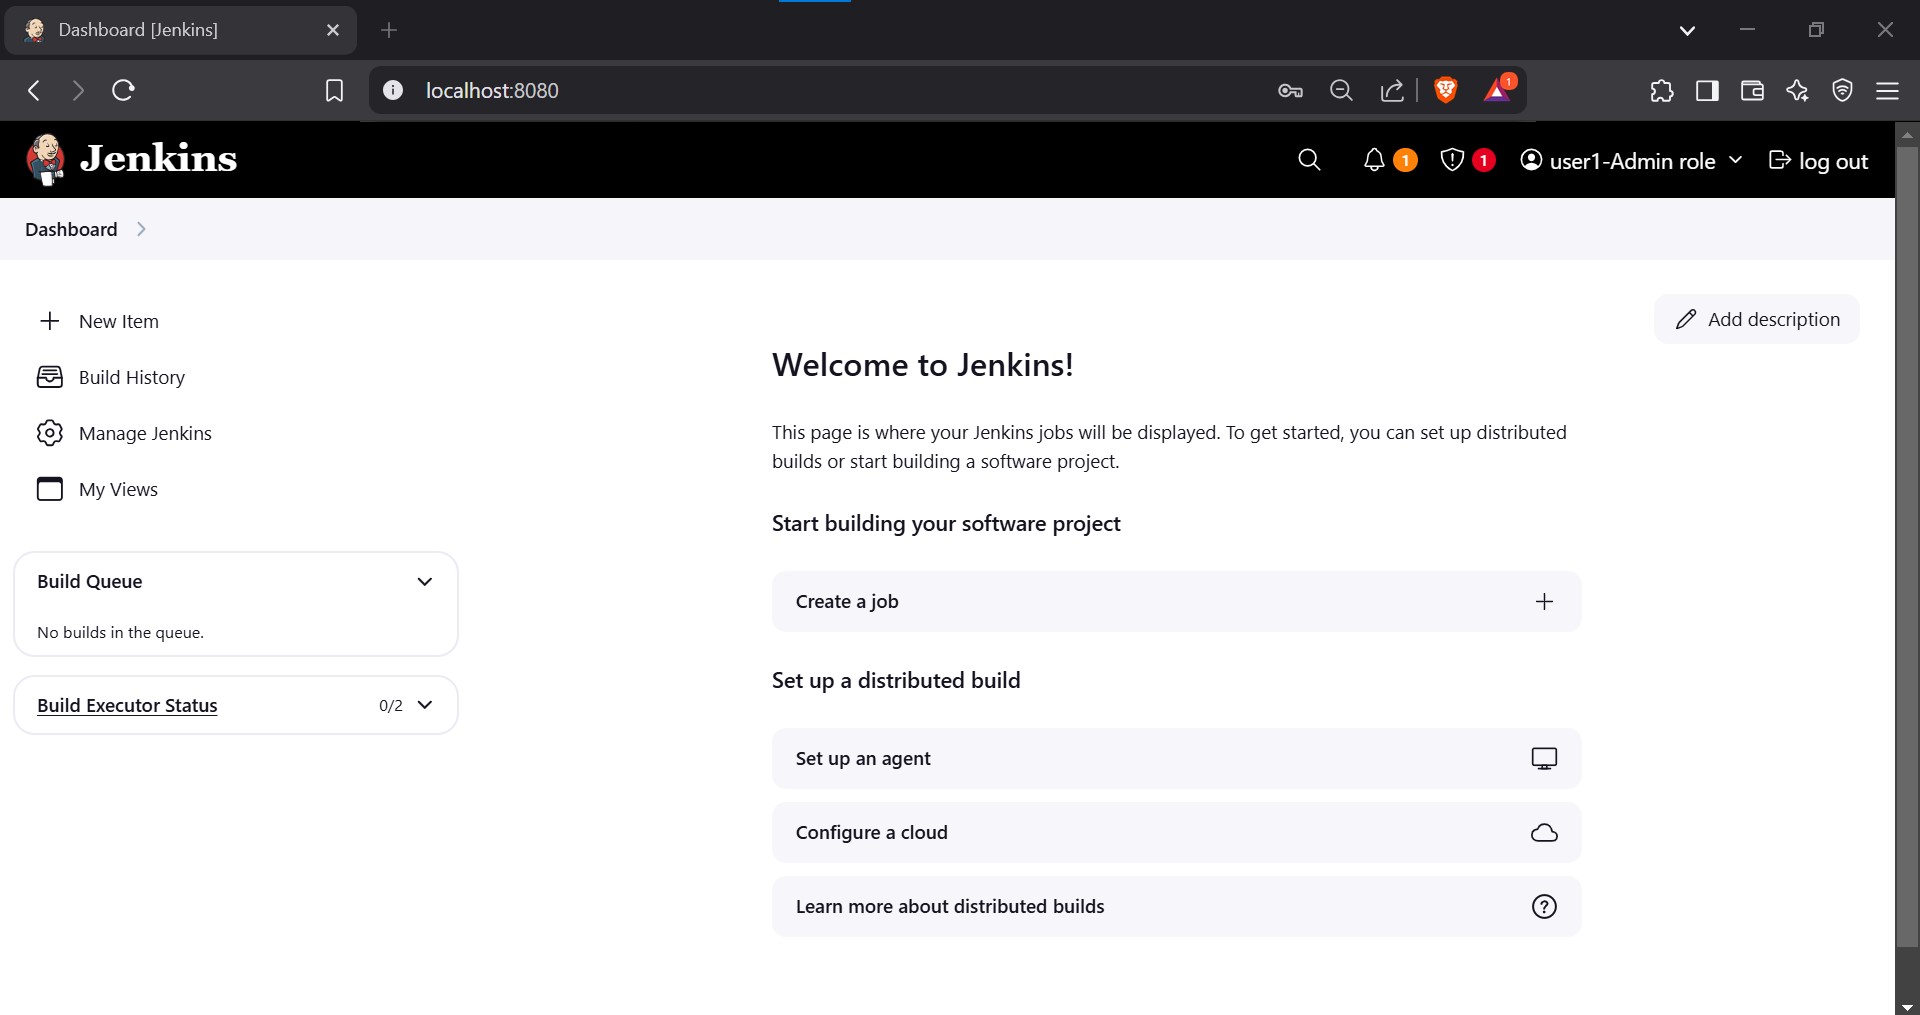 Dashboard [Jenkins]
localhost:8080
1
Jenkins
1
1
user1-Admin role
log out
Dashboard
New Item
Build History
Manage Jenkins
My Views
Build Queue
No builds in the queue.
Build Executor Status
0/2
Add description
Welcome to Jenkins!
This page is where your Jenkins jobs will be displayed. To get started, you can set up distributed
builds or start building a software project.
Start building your software project
Create a job
Set up a distributed build
Set up an agent
Configure a cloud
Learn more about distributed builds